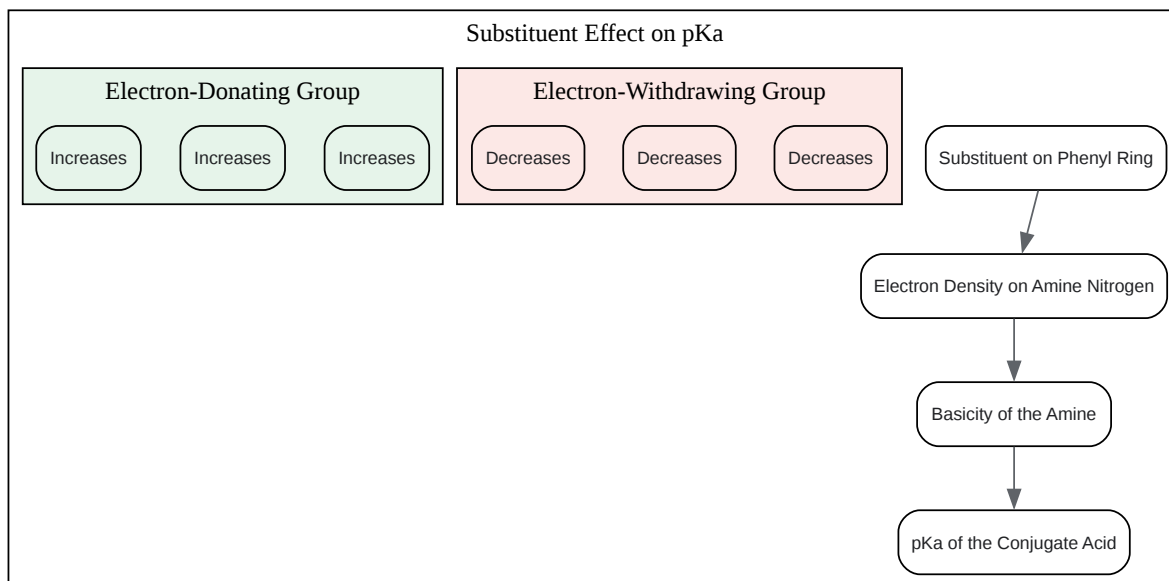 Substituent Effect on pKa
Electron-Donating Group
Electron-Withdrawing Group
Increases
Increases
Increases
Decreases
Decreases
Decreases
Substituent on Phenyl Ring
Electron Density on Amine Nitrogen
Basicity of the Amine
pKa of the Conjugate Acid